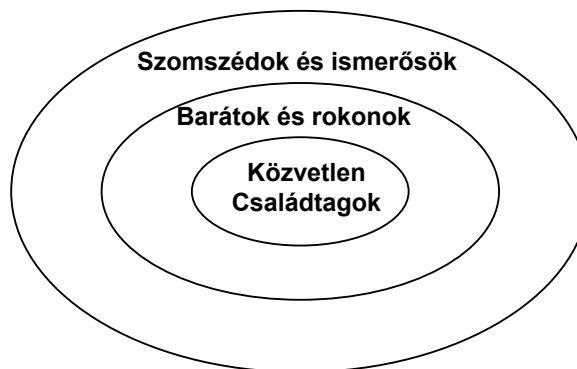 Szomszédok és ismerősök
Barátok és rokonok
Közvetlen
Családtagok